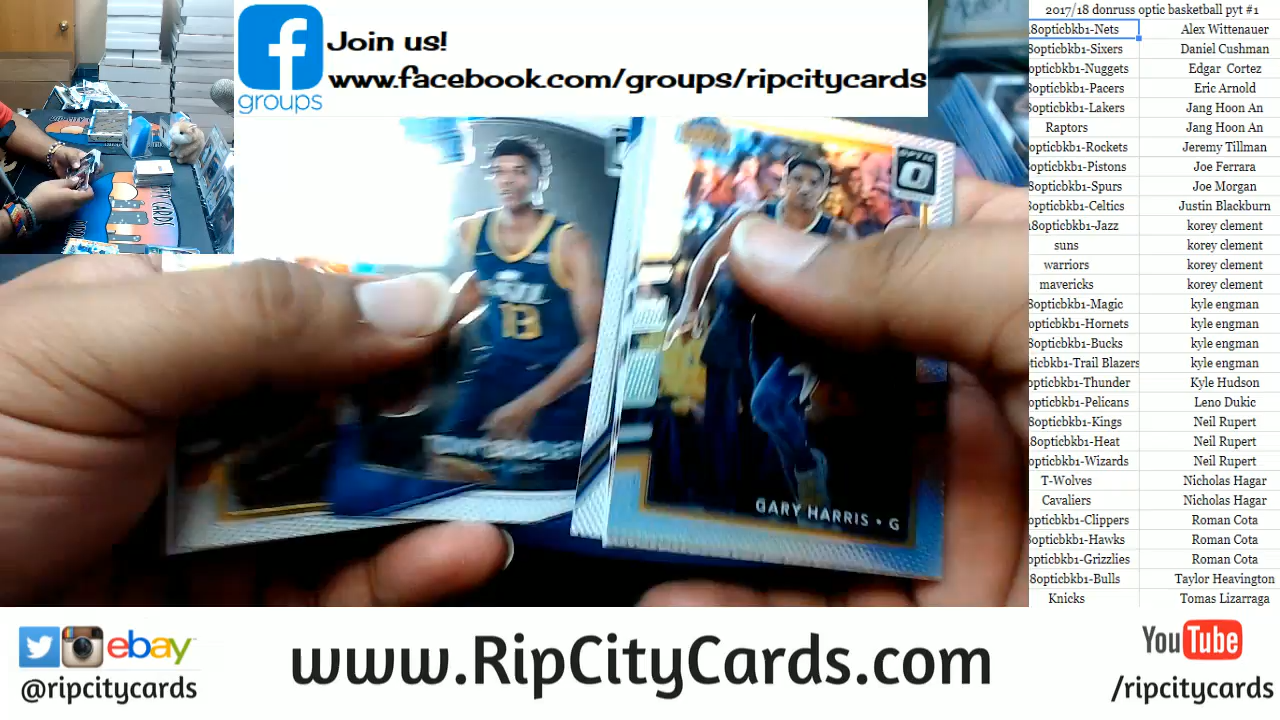 Join us!
www.facebook.com/groups/ripcitycards
groups
OPTIC
13
GARY HARRIS • G
2017/18 donruss optic basketball pyt #1
8opticbkb1-Nets Alex Wittenauer
8opticbkb1-Sixers Daniel Cushman
opticbkb1-Nuggets Edgar Cortez
8opticbkb1-Pacers Eric Arnold
8opticbkb1-Lakers Jang Hoon An
Raptors Jang Hoon An
opticbkb1-Rockets Jeremy Tillman
8opticbkb1-Pistons Joe Ferrara
8opticbkb1-Spurs Joe Morgan
8opticbkb1-Celtics Justin Blackburn
8opticbkb1-Jazz korey clement
suns korey clement
warriors korey clement
mavericks korey clement
8opticbkb1-Magic kyle engman
opticbkb1-Hornets kyle engman
8opticbkb1-Bucks kyle engman
pticbkb1-Trail Blazers kyle engman
opticbkb1-Thunder Kyle Hudson
opticbkb1-Pelicans Leno Dukic
8opticbkb1-Kings Neil Rupert
8opticbkb1-Heat Neil Rupert
opticbkb1-Wizards Neil Rupert
T-Wolves Nicholas Hagar
Cavaliers Nicholas Hagar
opticbkb1-Clippers Roman Cota
8opticbkb1-Hawks Roman Cota
opticbkb1-Grizzlies Roman Cota
8opticbkb1-Bulls Taylor Heavington
Knicks Tomas Lizarraga
ebay
@ripcitycards
www.RipCityCards.com
YouTube
/ripcitycards